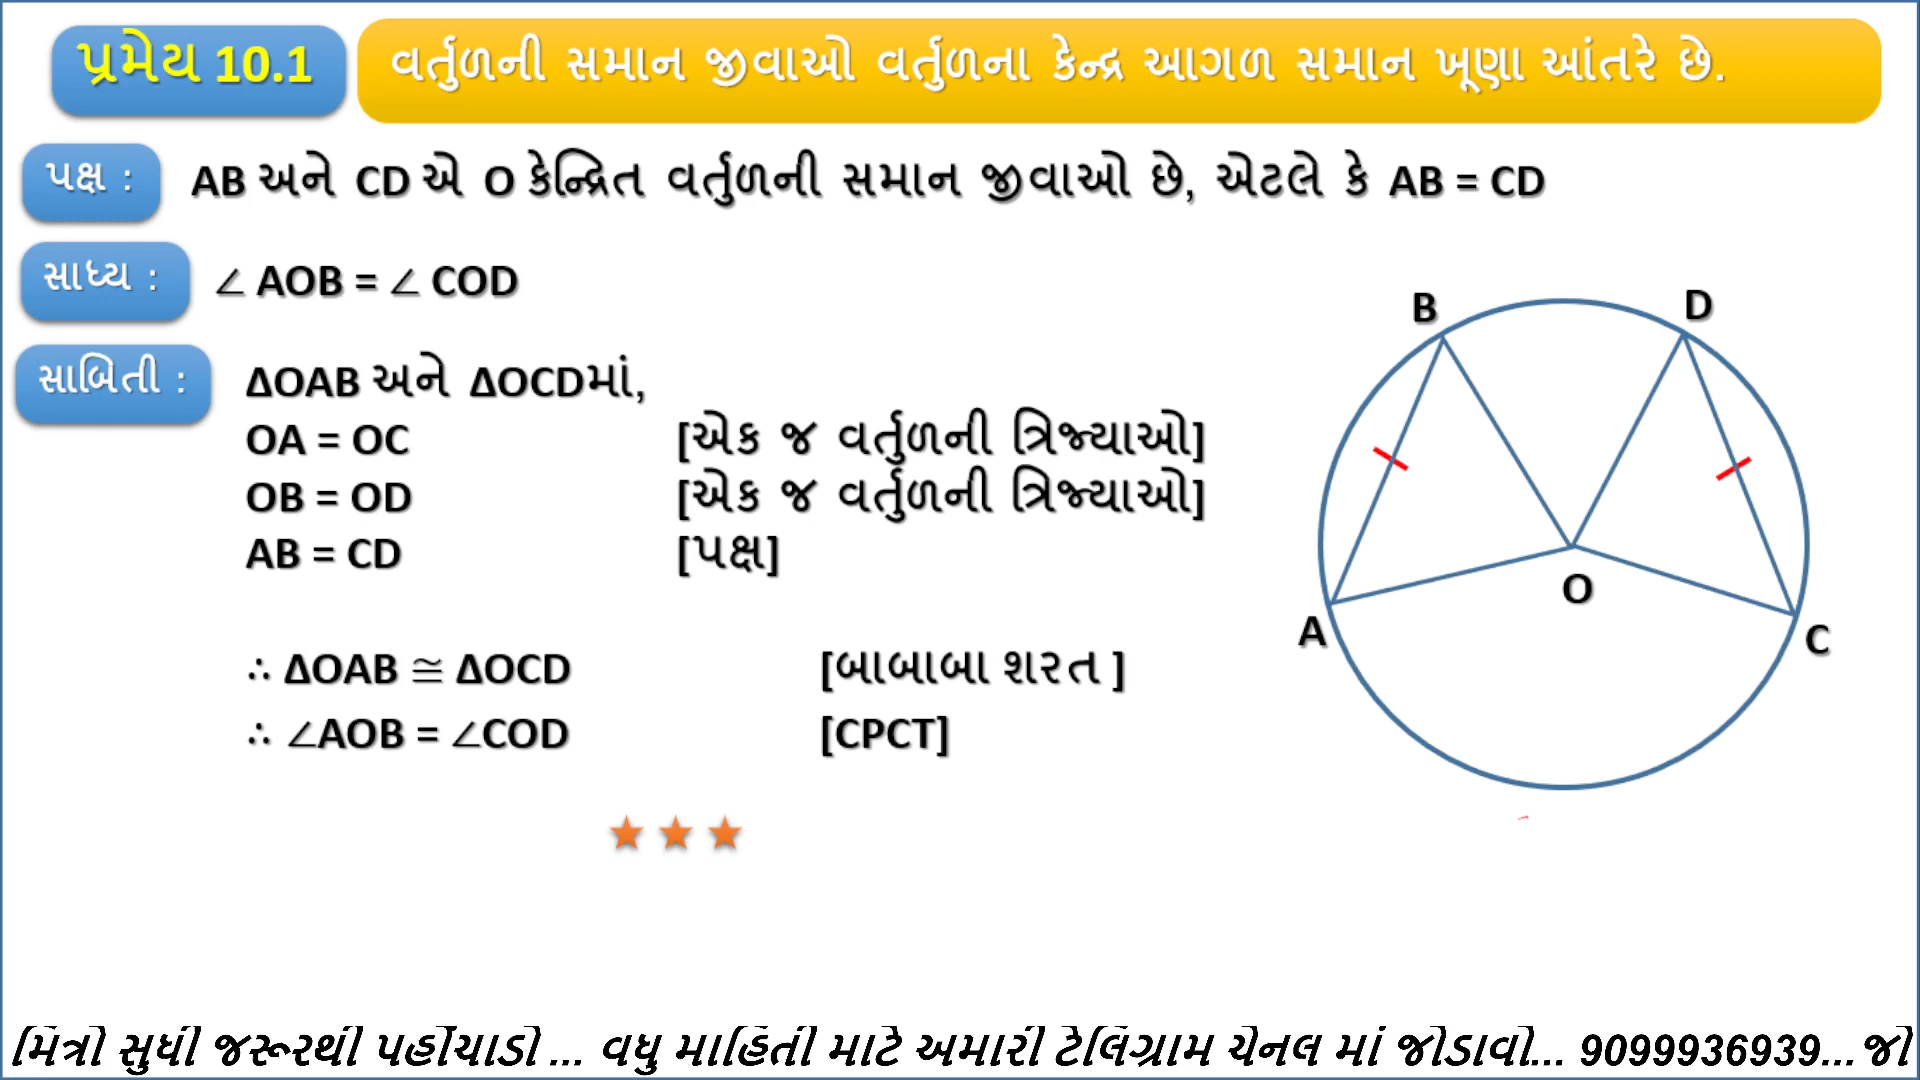 પ્રમેય 10.1
વર્તુળની સમાન જીવાઓ વર્તુળના કેન્દ્ર આગળ સમાન ખૂણા આંતરે છે.
પક્ષ :
AB અને CD એ O કેન્દ્રિત વર્તુળની સમાન જીવાઓ છે, એટલે કે AB = CD
સાધ્ય :
∠ AOB = ∠ COD
સાબિતી :
ΔOAB અને ΔOCDમાં,
OA = OC [એક જ વર્તુળની ત્રિજ્યાઓ]
OB = OD [એક જ વર્તુળની ત્રિજ્યાઓ]
AB = CD [પક્ષ]
∴ ΔOAB ≅ ΔOCD [બાબાબા શરત ]
∴ ∠AOB = ∠COD [CPCT]
B
D
O
A
C
મિત્રો સુધી જરૂરથી પહોંચાડો ... વધુ માહિતી માટે અમારી ટેલિગ્રામ ચેનલ માં જોડાવો... 9099936939...જો